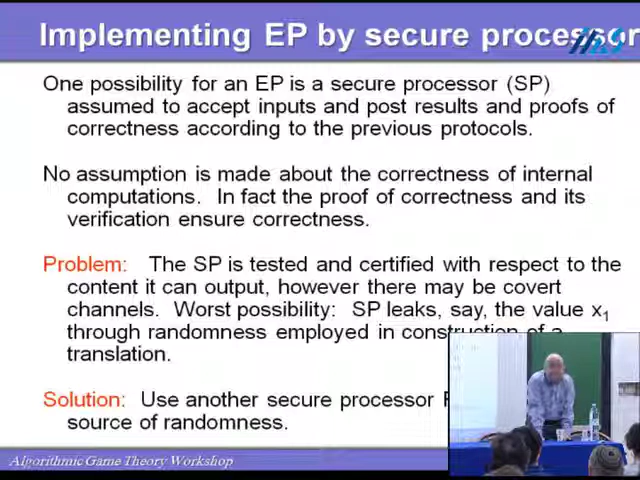 Implementing EP by secure processor
One possibility for an EP is a secure processor (SP)
assumed to accept inputs and post results and proofs of
correctness according to the previous protocols.
No assumption is made about the correctness of internal
computations. In fact the proof of correctness and its
verification ensure correctness.
Problem: The SP is tested and certified with respect to the
content it can output, however there may be covert
channels. Worst possibility: SP leaks, say, the value x₁
through randomness employed in construction of a
translation.
Solution: Use another secure processor
source of randomness.
Algorithmic Game Theory Workshop